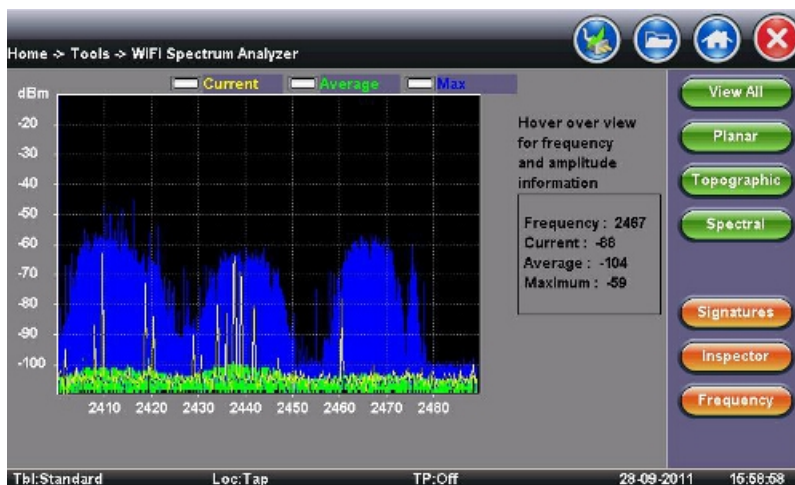 Home -> Tools -> WIFI Spectrum Analyzer
Current Average Max
dBm
-20
-30
-40
-50
-60
-70
-80
-90
-100
2410 2420 2430 2440 2450 2460 2470 2480
Hover over view
for frequency
and amplitude
information
Frequency : 2467
Current : -88
Average : -104
Maximum : -59
View All
Planar
Topographic
Spectral
Signatures
Inspector
Frequency
Tbl:Standard Loc:Tap TP:Off 28-09-2011 15:58:58